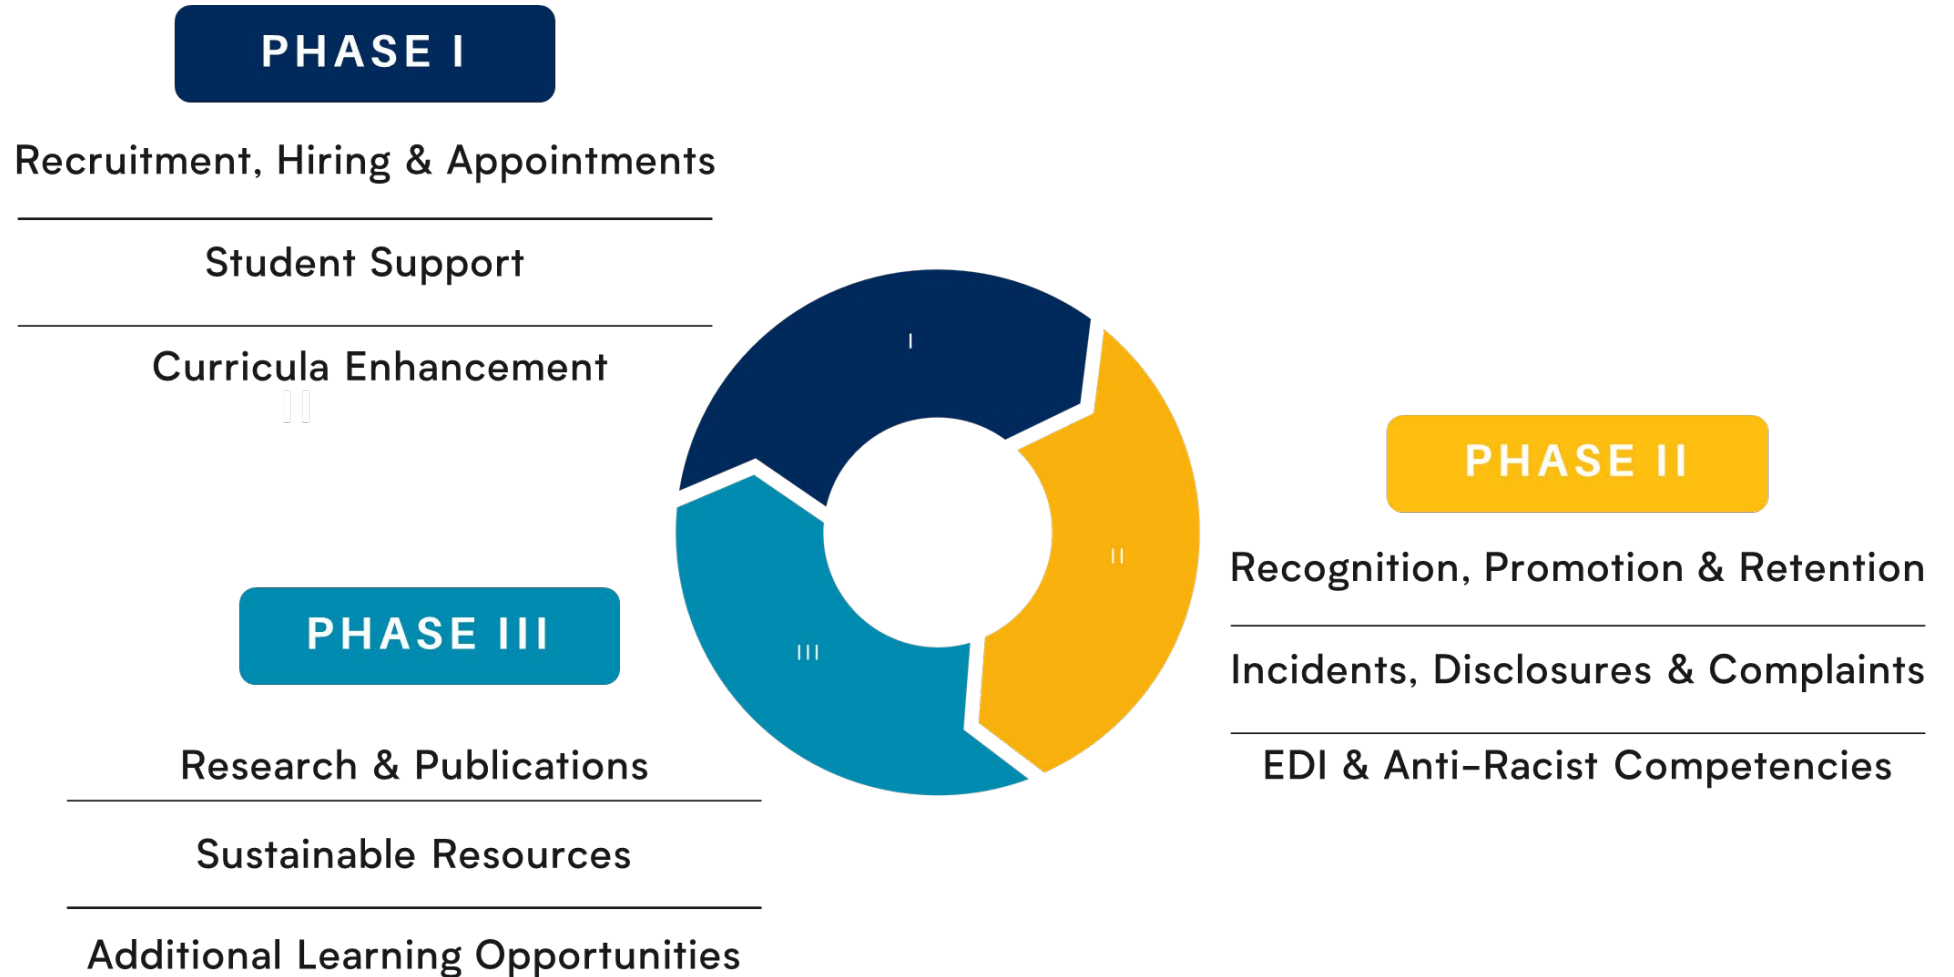 PHASE I
Recruitment, Hiring & Appointments
Student Support
Curricula Enhancement
II
I
II
III
PHASE II
Recognition, Promotion & Retention
Incidents, Disclosures & Complaints
EDI & Anti-Racist Competencies
PHASE III
Research & Publications
Sustainable Resources
Additional Learning Opportunities